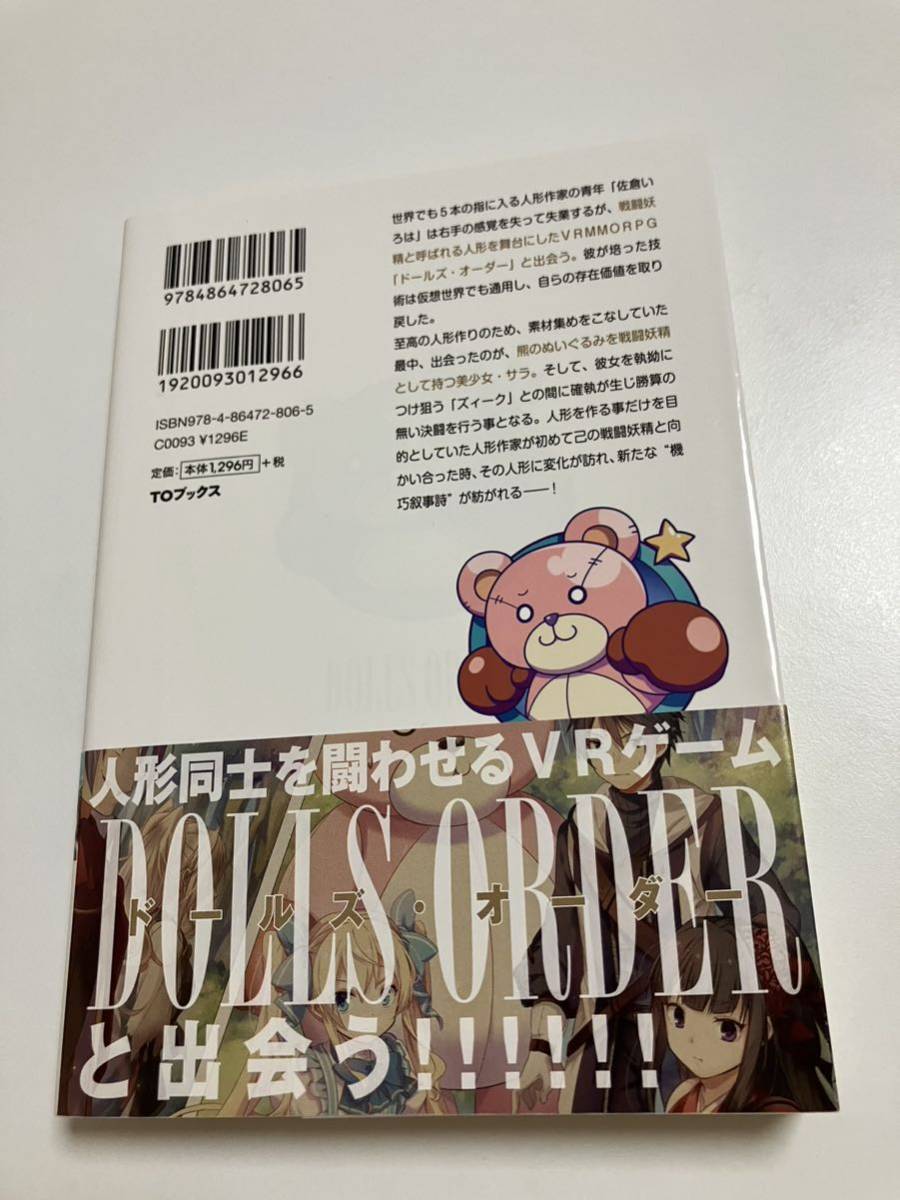 世界でも5本の指に入る人形作家の青年「佐倉い
ろは」は右手の感覚を失って失業するが、戦闘妖
精と呼ばれる人形を舞台にしたVRMMORPG
「ドールズ・オーダー」と出会う。彼が培った技
術は仮想世界でも通用し、自らの存在価値を取り
戻した。
至高の人形作りのため、素材集めをこなしていた
最中、出会ったのが、熊のぬいぐるみを戦闘妖精
として持つ美少女・サラ。そして、彼女を執拗に
つけ狙う「ズィーク」との間に確執が生じ勝算の
無い決闘を行う事となる。人形を作る事だけを目
的としていた人形作家が初めて己の戦闘妖精と向
かい合った時、その人形に変化が訪れ、新たな“機
巧叙事詩”が紡がれる――！
9784864728065
1920093012966
ISBN978-4-86472-806-5
C0093 ¥1296E
定価：本体1,296円+税
TOブックス
人形同士を闘わせるVRゲーム
DOLLS ORDER
ドールズ・オーダー
と出会う!!!!!!